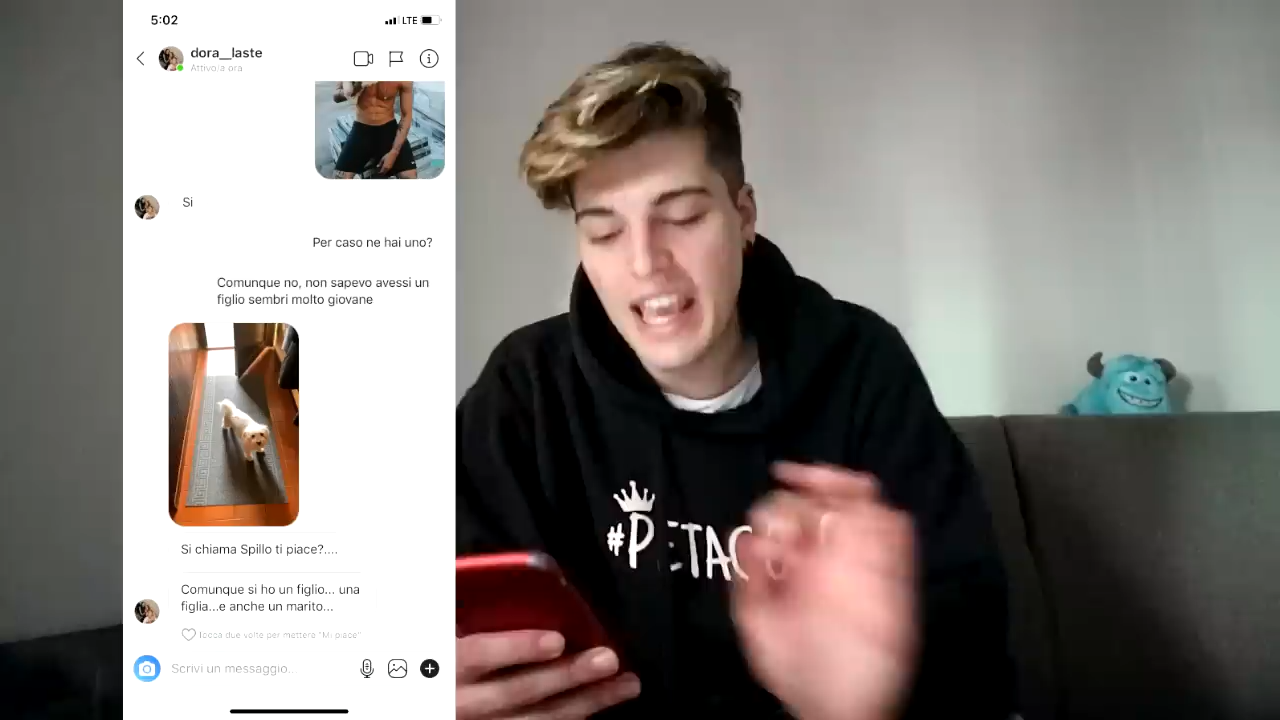 5:02
LTE
dora__laste
Attivo/a ora
Si
Per caso ne hai uno?
Comunque no, non sapevo avessi un
figlio sembri molto giovane
Si chiama Spillo ti piace?....
Comunque si ho un figlio... una
figlia...e anche un marito...
Tocca due volte per mettere "Mi piace"
Scrivi un messaggio...